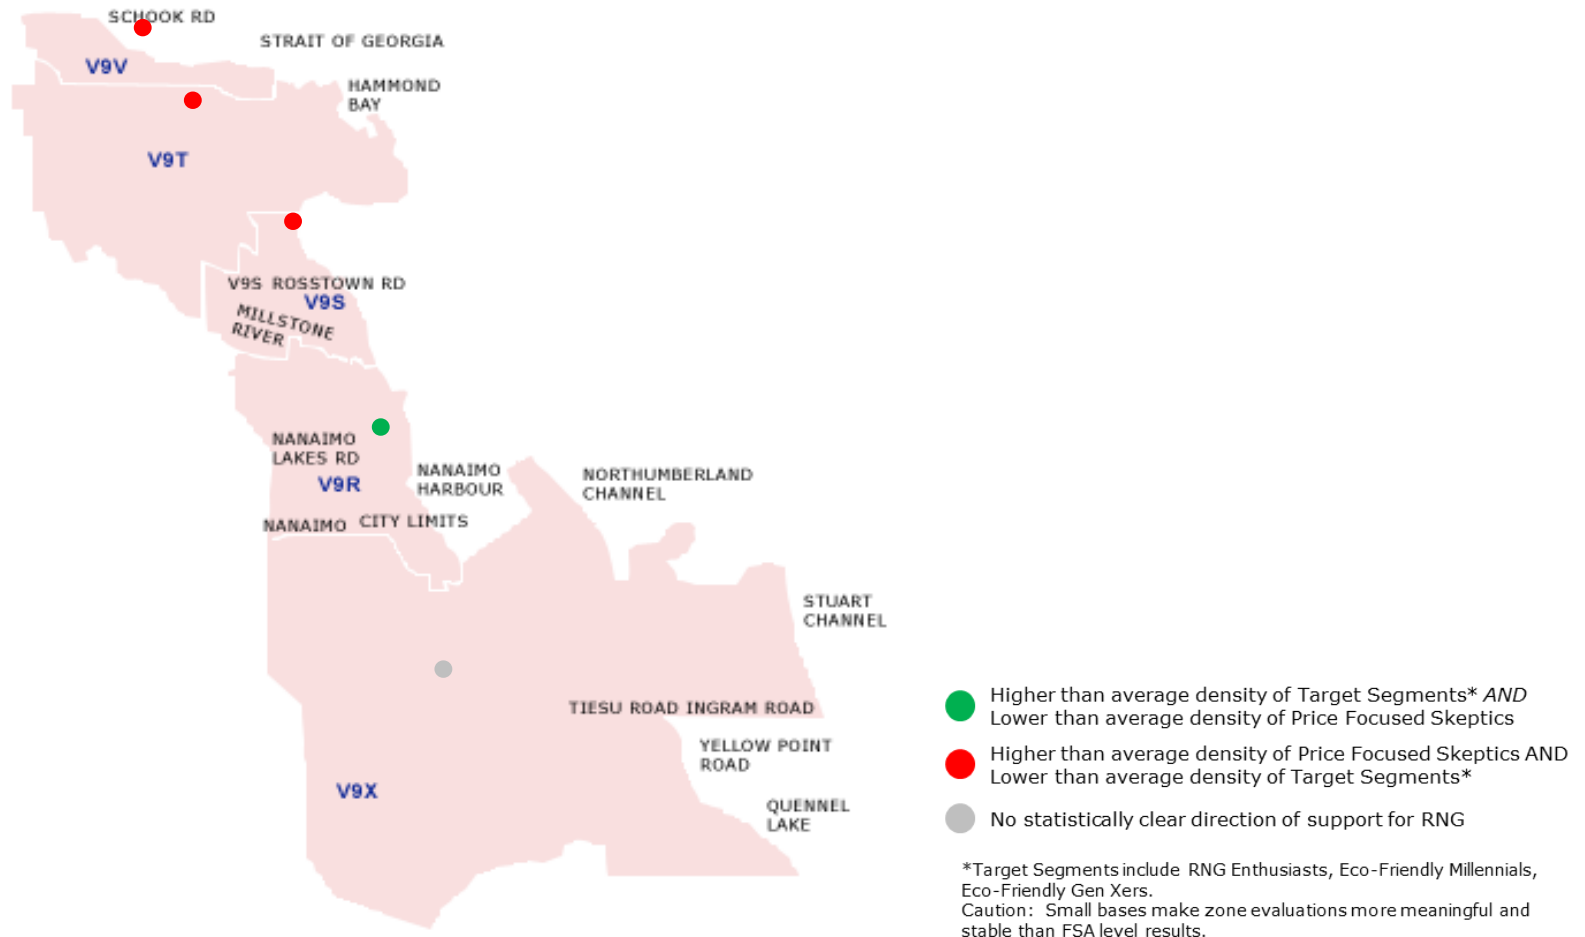 SCHOOK RD
STRAIT OF GEORGIA
V9V
HAMMOND
BAY
V9T
V9S ROSSTOWN RD
V9S
MILLSTONE
RIVER
NANAIMO
LAKES RD
V9R
NANAIMO
HARBOUR
NORTHUMBERLAND
CHANNEL
NANAIMO CITY LIMITS
STUART
CHANNEL
TIESU ROAD INGRAM ROAD
YELLOW POINT
ROAD
V9X
QUENNEL
LAKE
Higher than average density of Target Segments* AND
Lower than average density of Price Focused Skeptics
Higher than average density of Price Focused Skeptics AND
Lower than average density of Target Segments*
No statistically clear direction of support for RNG
*Target Segments include RNG Enthusiasts, Eco-Friendly Millennials,
Eco-Friendly Gen Xers.
Caution: Small bases make zone evaluations more meaningful and
stable than FSA level results.